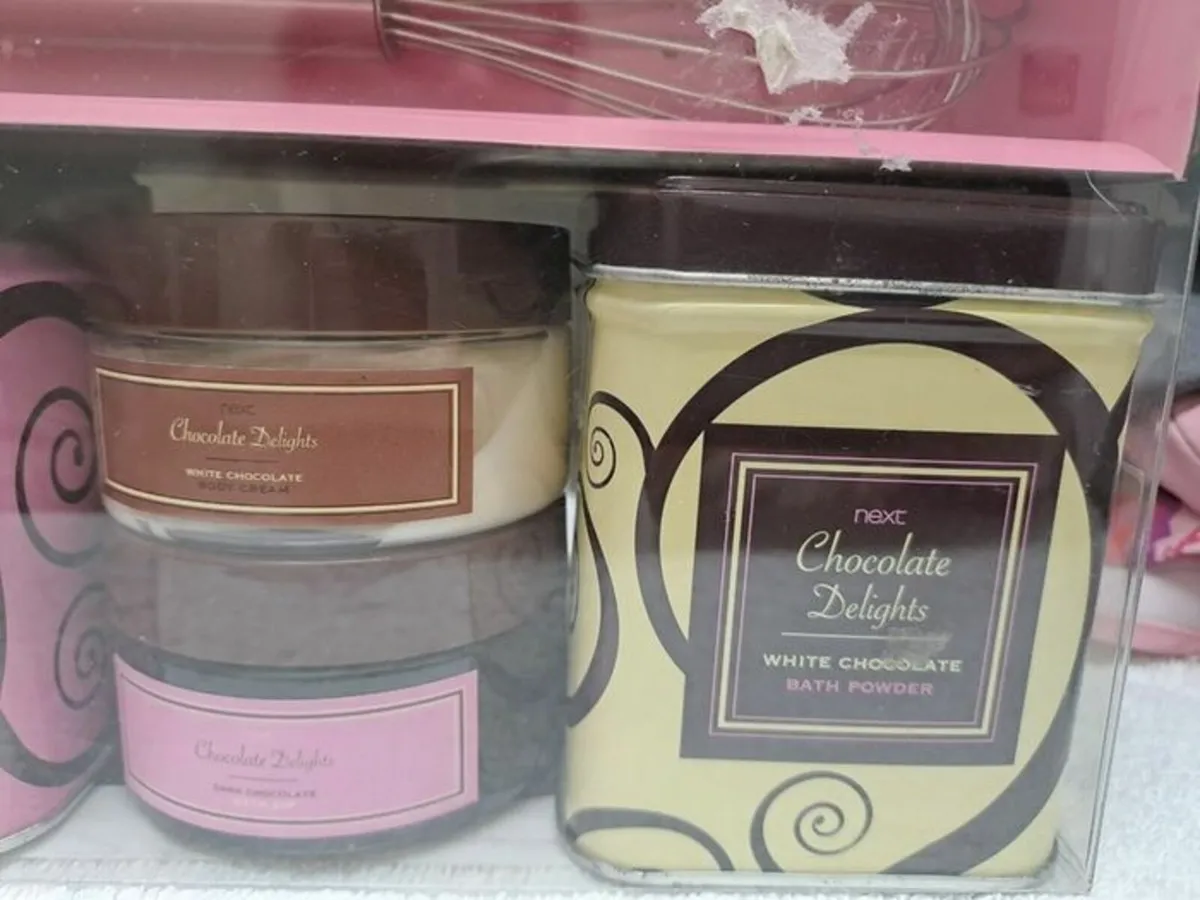 next
Chocolate Delights
WHITE CHOCOLATE
BODY CREAM
Chocolate Delights
DARK CHOCOLATE
next
Chocolate
Delights
WHITE CHOCOLATE
BATH POWDER